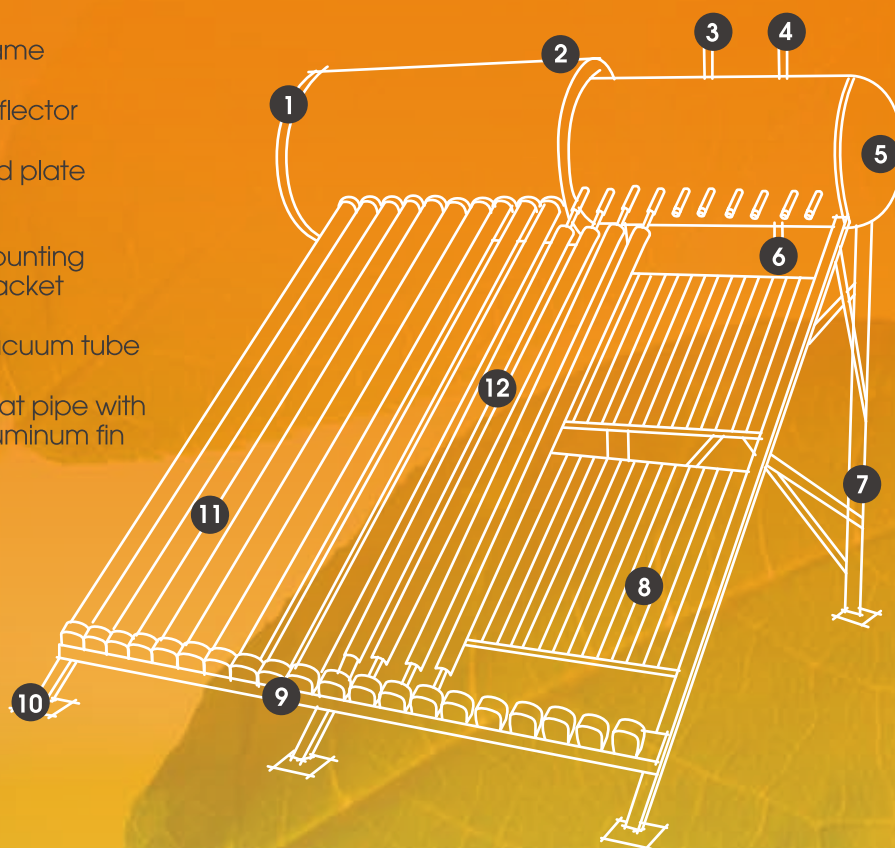 ame
flector
d plate
ounting
acket
cuum tube
at pipe with
uminum fin
1
2
3
4
5
6
7
8
9
10
11
12